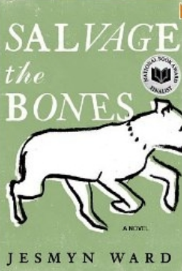 SALVAGE
the
BONES
NATIONAL BOOK AWARD
FINALIST
A NOVEL
JESMYN WARD